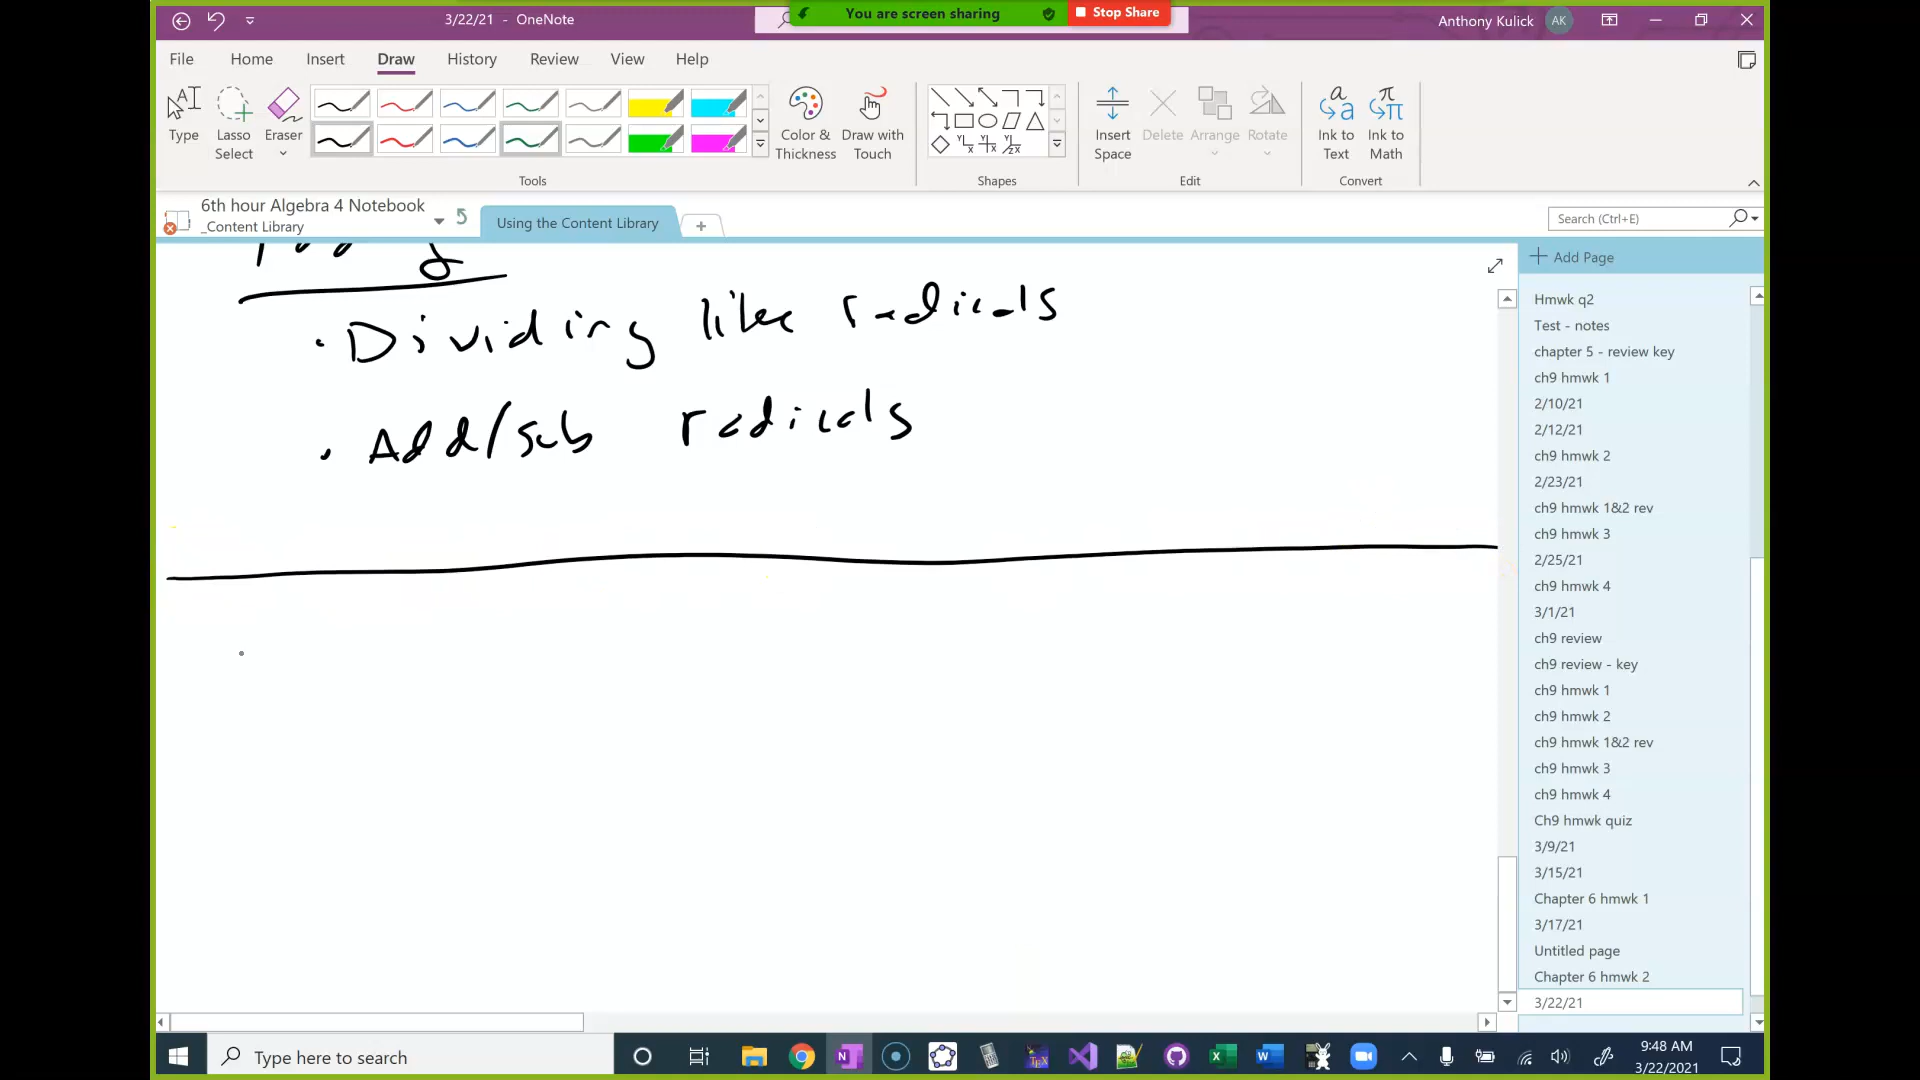 3/22/21 - OneNote
You are screen sharing
Stop Share
Anthony Kulick
AK
File
Home
Insert
Draw
History
Review
View
Help
Type
Lasso
Select
Eraser
Color &
Thickness
Draw with
Touch
Insert
Space
Delete
Arrange
Rotate
Ink to
Text
Ink to
Math
Tools
Shapes
Edit
Convert
6th hour Algebra 4 Notebook
_Content Library
Using the Content Library
Search (Ctrl+E)
Add Page
· Dividing like radicals
· Add/sub radicals
Hmwk q2
Test - notes
chapter 5 - review key
ch9 hmwk 1
2/10/21
2/12/21
ch9 hmwk 2
2/23/21
ch9 hmwk 1&2 rev
ch9 hmwk 3
2/25/21
ch9 hmwk 4
3/1/21
ch9 review
ch9 review - key
ch9 hmwk 1
ch9 hmwk 2
ch9 hmwk 1&2 rev
ch9 hmwk 3
ch9 hmwk 4
Ch9 hmwk quiz
3/9/21
3/15/21
Chapter 6 hmwk 1
3/17/21
Untitled page
Chapter 6 hmwk 2
3/22/21
Type here to search
9:48 AM
3/22/2021